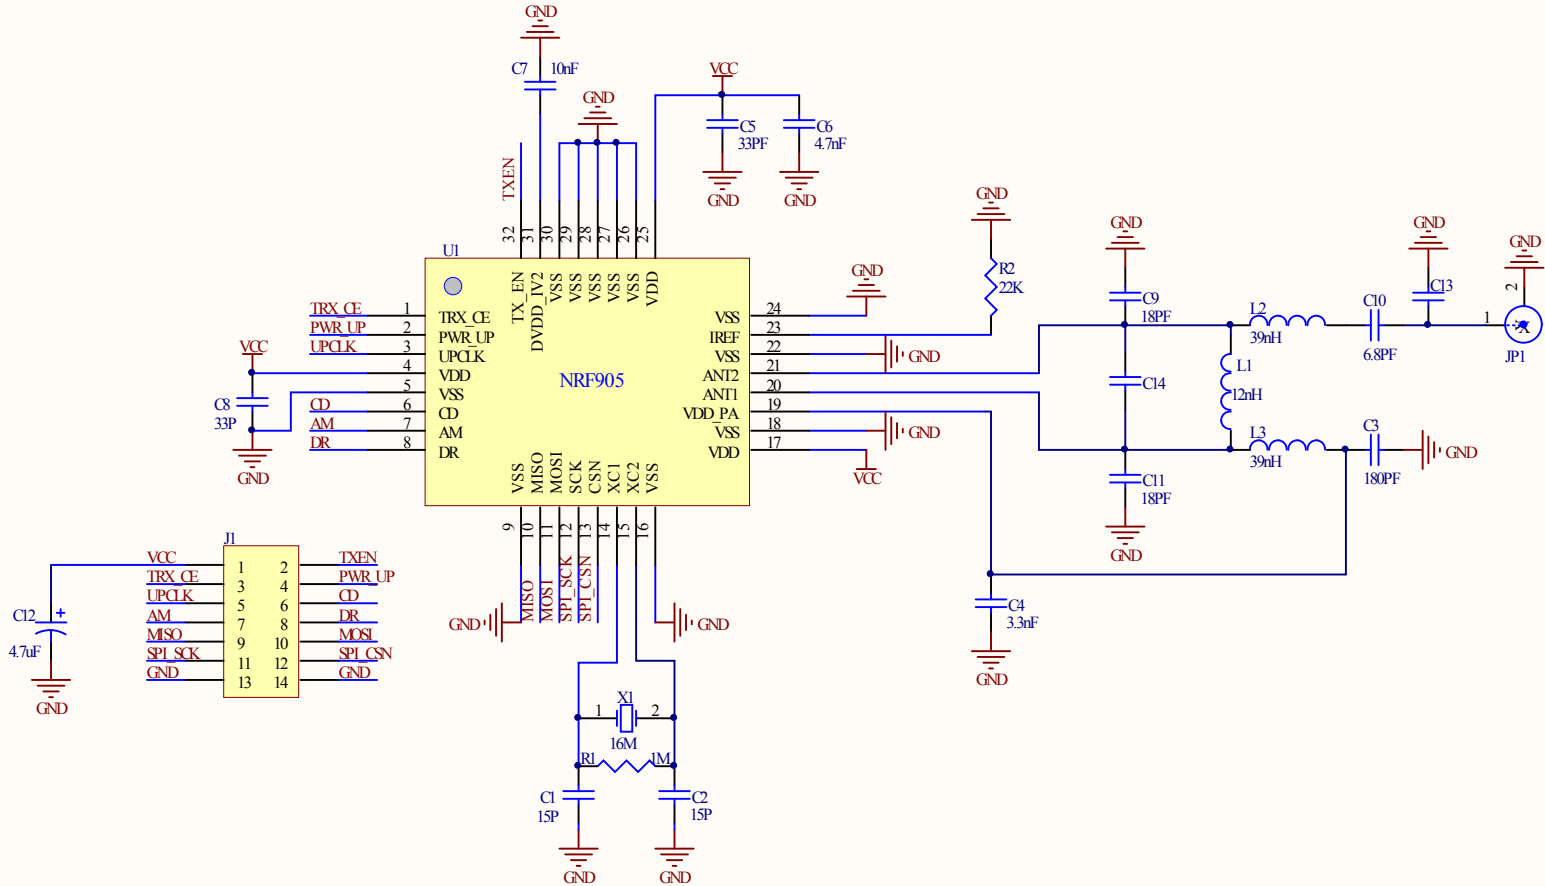 GND
C7 10nF
VCC
GND
C5 C6
33PF 4.7nF
TXEN
GND GND
GND
32 31 30 29 28 27 26 25
U1
TX_EN DVDD_IV2 VSS VSS VSS VSS VSS VDD
R2
22K
GND
GND
GND
GND
TRX_CE 1 TRX_CE
PWR_UP 2 PWR_UP
UPCLK 3 UPCLK
VCC 4 VDD
5 VSS
CD 6 CD
AM 7 AM
DR 8 DR
C8
33P
GND
NRF905
VSS 24
IREF 23
VSS 22 GND
ANT2 21
ANT1 20
VDD_PA 19
VSS 18 GND
VDD 17
VCC
C9
18PF
C14
C11
18PF
GND
L2
39nH
L1
12nH
L3
39nH
C10
6.8PF
C13
1 2
X
JP1
C3
180PF
GND
VSS MISO MOSI SCK CSN XC1 XC2 VSS
9 10 11 12 13 14 15 16
MISO MOSI SPI_SCK SPI_CSN
GND GND
C4
3.3nF
GND
J1
VCC 1 2 TXEN
TRX_CE 3 4 PWR_UP
UPCLK 5 6 CD
AM 7 8 DR
MISO 9 10 MOSI
SPI_SCK 11 12 SPI_CSN
GND 13 14 GND
C12 +
4.7uF
GND
X1
1 2
16M
R1 1M
C1 C2
15P 15P
GND GND